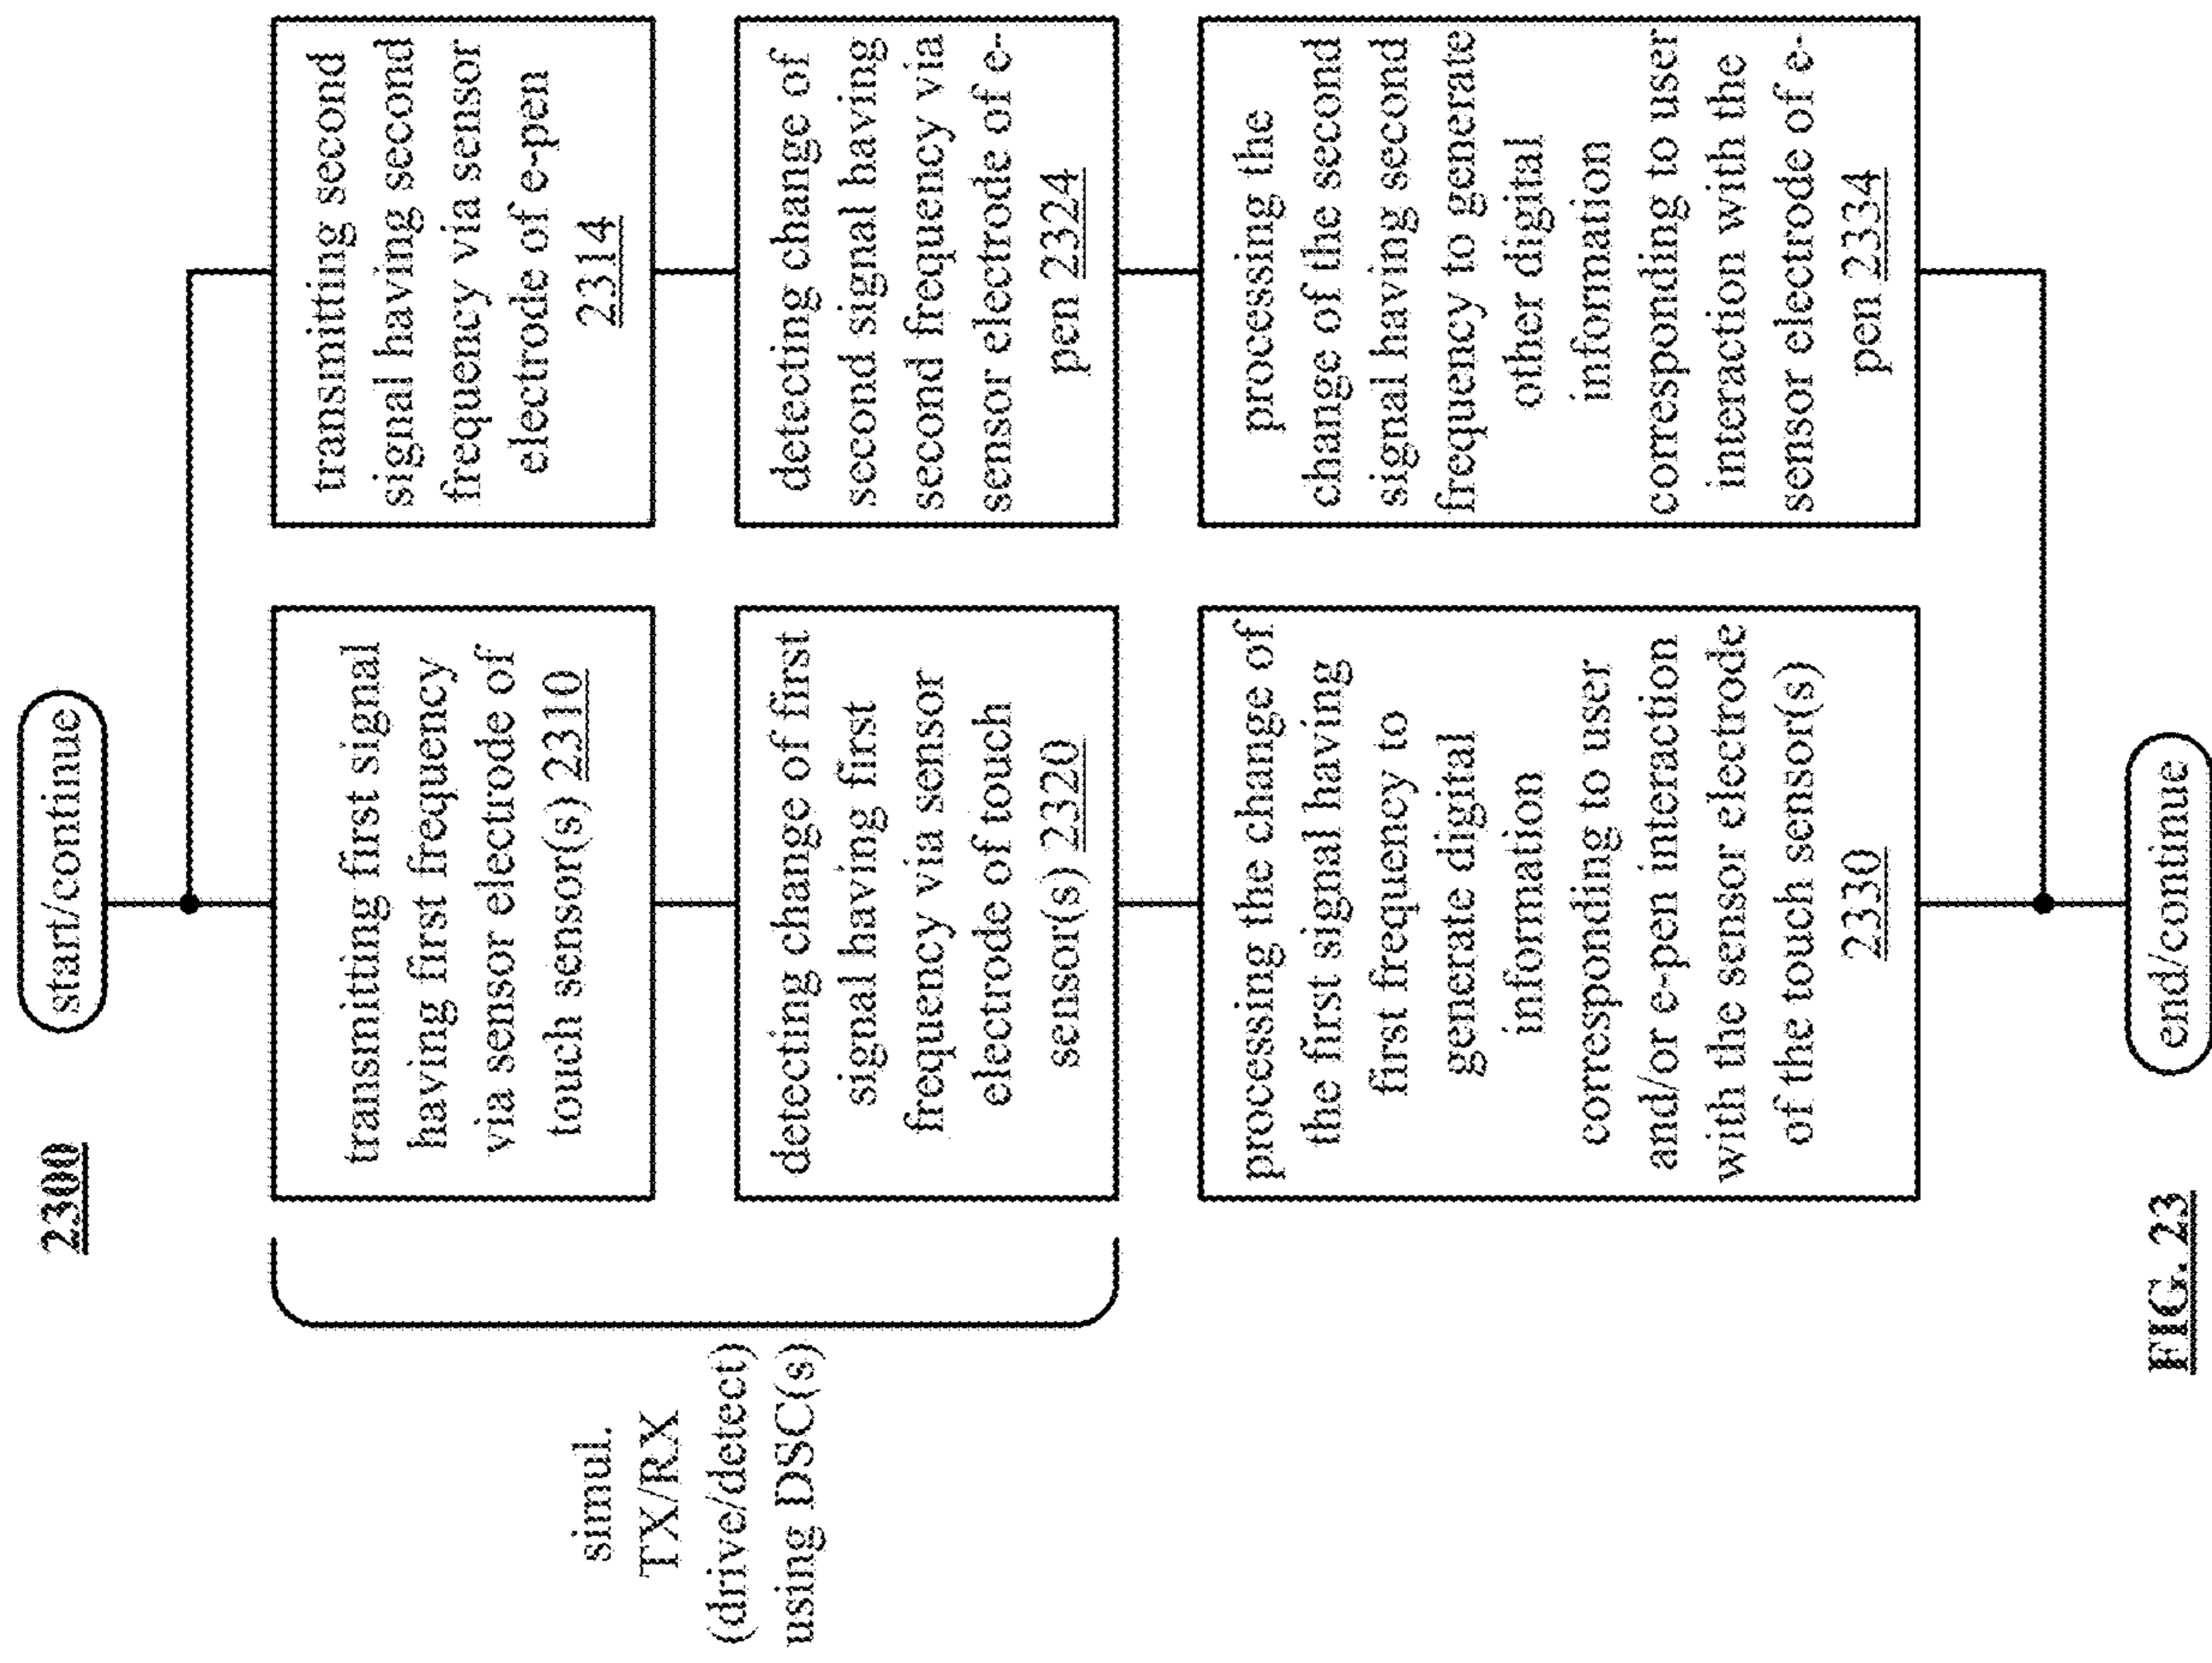 2300
start/continue
simul.
TX/RX
(drive/detect)
using DSC(s)
transmitting first signal
having first frequency
via sensor electrode of
touch sensor(s) 2310
detecting change of first
signal having first
frequency via sensor
electrode of touch
sensor(s) 2320
processing the change of
the first signal having
first frequency to
generate digital
information
corresponding to user
and/or e-pen interaction
with the sensor electrode
of the touch sensor(s)
2330
transmitting second
signal having second
frequency via sensor
electrode of e-pen
2314
detecting change of
second signal having
second frequency via
sensor electrode of e-
pen 2324
processing the
change of the second
signal having second
frequency to generate
other digital
information
corresponding to user
interaction with the
sensor electrode of e-
pen 2334
end/continue
FIG. 23